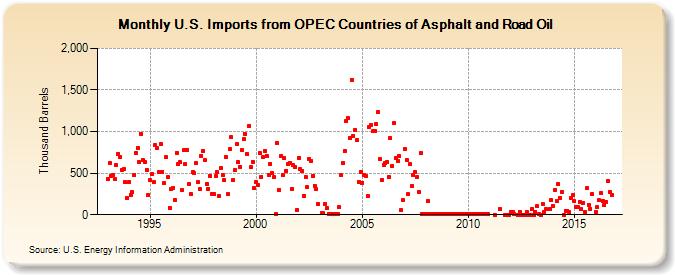 Monthly U.S. Imports from OPEC Countries of Asphalt and Road Oil
Thousand Barrels
2,000
1,500
1,000
500
0
1995 2000 2005 2010 2015
Source: U.S. Energy Information Administration